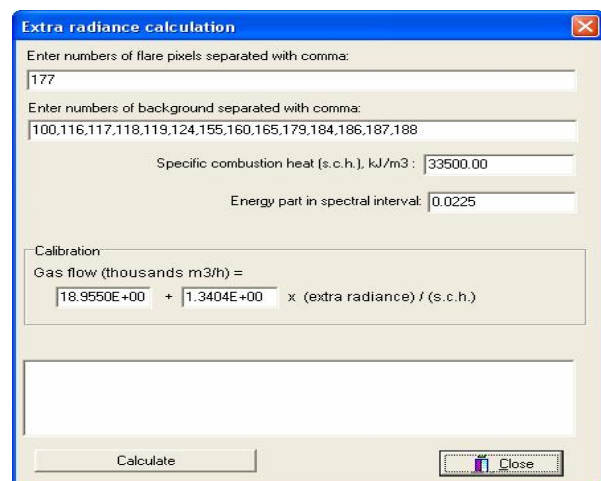 Extra radiance calculation
Enter numbers of flare pixels separated with comma:
177
Enter numbers of background separated with comma:
100,116,117,118,119,124,155,160,165,179,184,186,187,188
Specific combustion heat (s.c.h.), kJ/m3 : 33500.00
Energy part in spectral interval: 0.0225
Calibration
Gas flow (thousands m3/h) =
18.9550E+00 + 1.3404E+00 x (extra radiance) / (s.c.h.)
Calculate Close